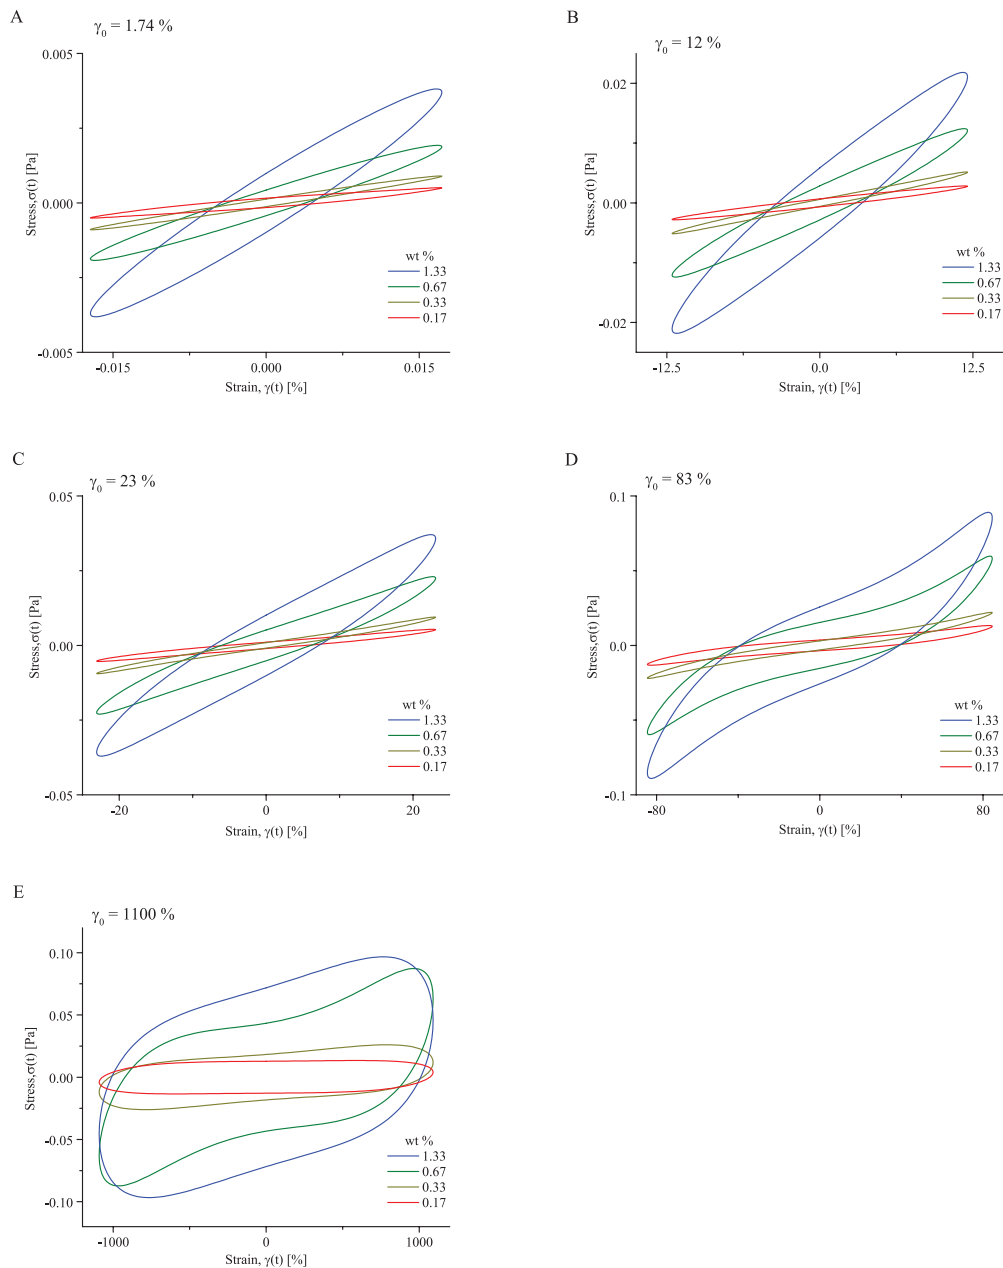 A
γ0 = 1.74 %
0.005
0.000
-0.005
Stress,σ(t) [Pa]
wt %
1.33
0.67
0.33
0.17
-0.015 0.000 0.015
Strain, γ(t) [%]
B
γ0 = 12 %
0.02
0.00
-0.02
Stress,σ(t) [Pa]
wt %
1.33
0.67
0.33
0.17
-12.5 0.0 12.5
Strain, γ(t) [%]
C
γ0 = 23 %
0.05
0.00
-0.05
Stress,σ(t) [Pa]
wt %
1.33
0.67
0.33
0.17
-20 0 20
Strain, γ(t) [%]
D
γ0 = 83 %
0.1
0.0
-0.1
Stress,σ(t) [Pa]
wt %
1.33
0.67
0.33
0.17
-80 0 80
Strain, γ(t) [%]
E
γ0 = 1100 %
0.10
0.05
0.00
-0.05
-0.10
Stress,σ(t) [Pa]
wt %
1.33
0.67
0.33
0.17
-1000 0 1000
Strain, γ(t) [%]